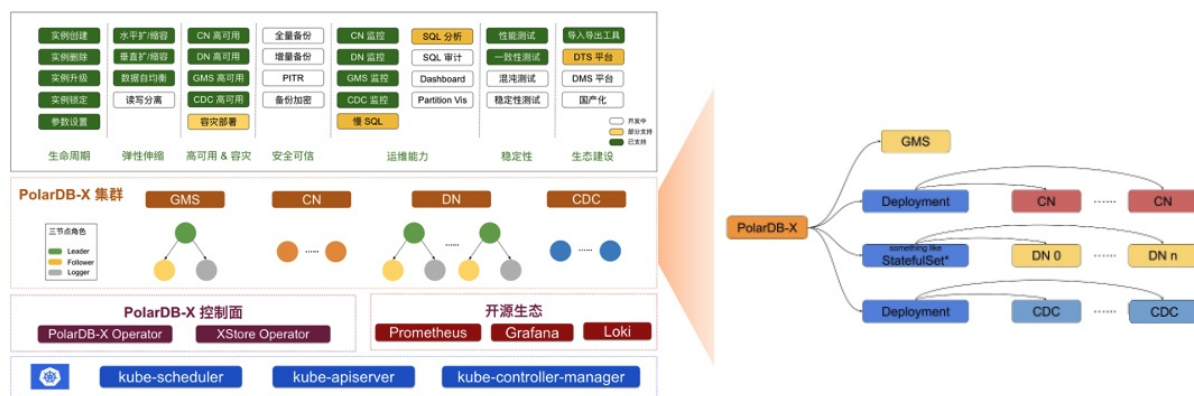 实例创建 水平扩/缩容 CN 高可用 全量备份 CN 监控 SQL 分析 性能测试 导入导出工具
实例删除 垂直扩/缩容 DN 高可用 增量备份 DN 监控 SQL 审计 一致性测试 DTS 平台
实例升级 数据自均衡 GMS 高可用 PITR GMS 监控 Dashboard 混沌测试 DMS 平台
实例锁定 读写分离 CDC 高可用 备份加密 CDC 监控 Partition Vis 稳定性测试 国产化
参数设置 容灾部署 慢 SQL
开发中
部分支持
已支持
生命周期 弹性伸缩 高可用 & 容灾 安全可信 运维能力 稳定性 生态建设
PolarDB-X 集群
GMS CN DN CDC
三节点角色
Leader
Follower
Logger
...... ...... ......
PolarDB-X 控制面
PolarDB-X Operator XStore Operator
开源生态
Prometheus Grafana Loki
kube-scheduler kube-apiserver kube-controller-manager
PolarDB-X
GMS
Deployment CN ...... CN
something like
StatefulSet* DN 0 ...... DN n
Deployment CDC ...... CDC